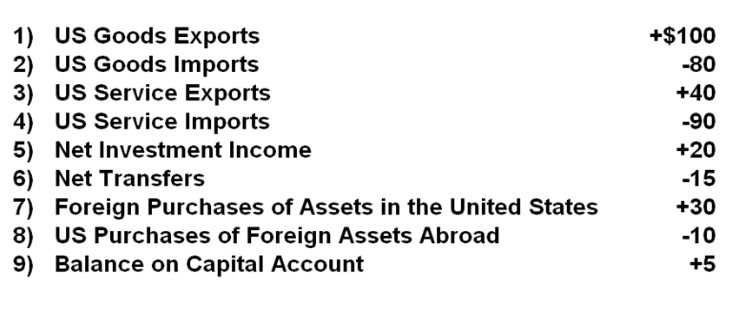 1) US Goods Exports +$100
2) US Goods Imports -80
3) US Service Exports +40
4) US Service Imports -90
5) Net Investment Income +20
6) Net Transfers -15
7) Foreign Purchases of Assets in the United States +30
8) US Purchases of Foreign Assets Abroad -10
9) Balance on Capital Account +5